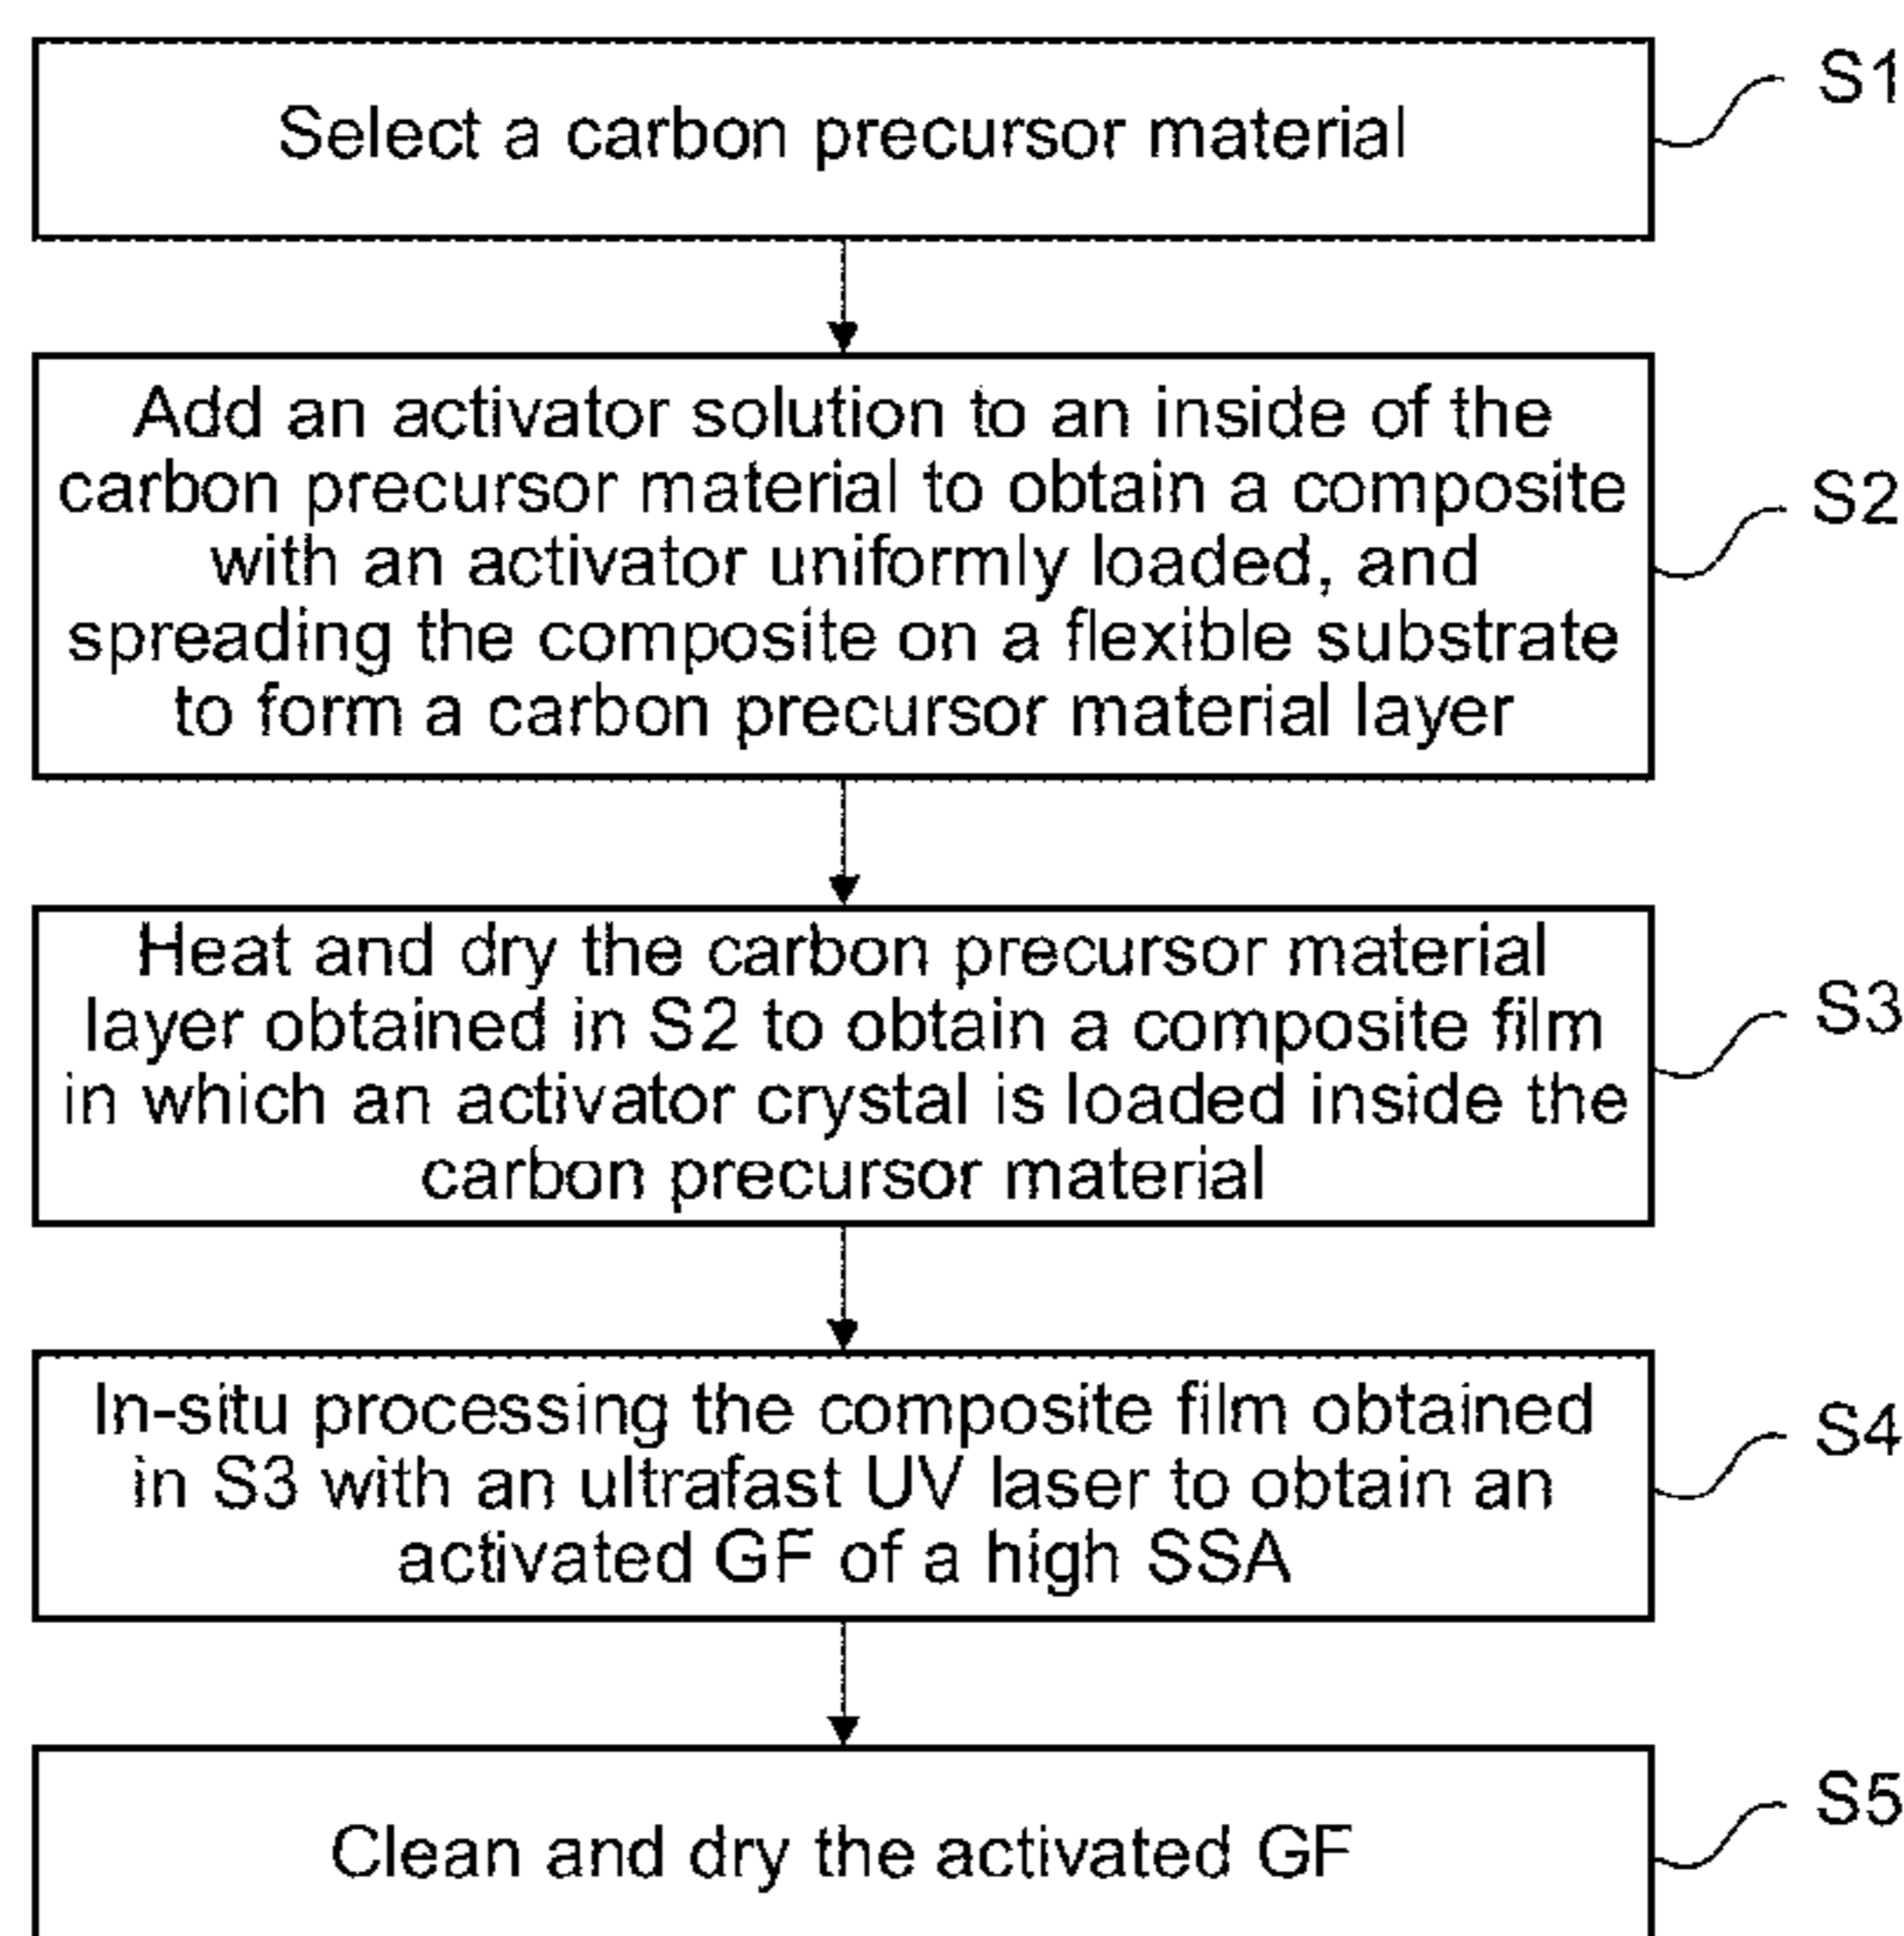 Select a carbon precursor material
S1
Add an activator solution to an inside of the
carbon precursor material to obtain a composite
with an activator uniformly loaded, and
spreading the composite on a flexible substrate
to form a carbon precursor material layer
S2
Heat and dry the carbon precursor material
layer obtained in S2 to obtain a composite film
in which an activator crystal is loaded inside the
carbon precursor material
S3
In-situ processing the composite film obtained
in S3 with an ultrafast UV laser to obtain an
activated GF of a high SSA
S4
Clean and dry the activated GF
S5